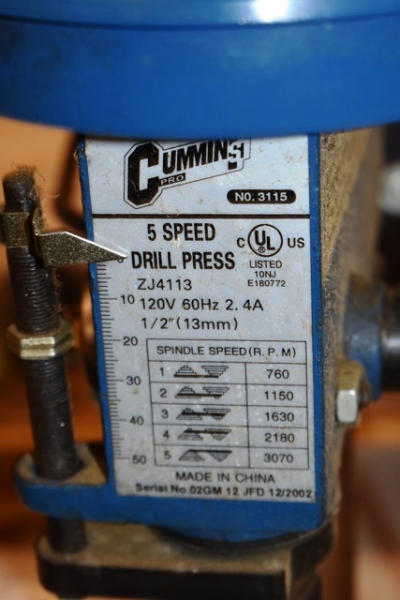 CUMMINS
PRO
NO. 3115
5 SPEED
DRILL PRESS
C UL US
LISTED
10NJ
E180772
ZJ4113
120V 60Hz 2.4A
1/2"(13mm)
0
10
20
30
40
50
SPINDLE SPEED(R.P.M)
1 760
2 1150
3 1630
4 2180
5 3070
MADE IN CHINA
Serial No.02GM 12 JFD 12/2002